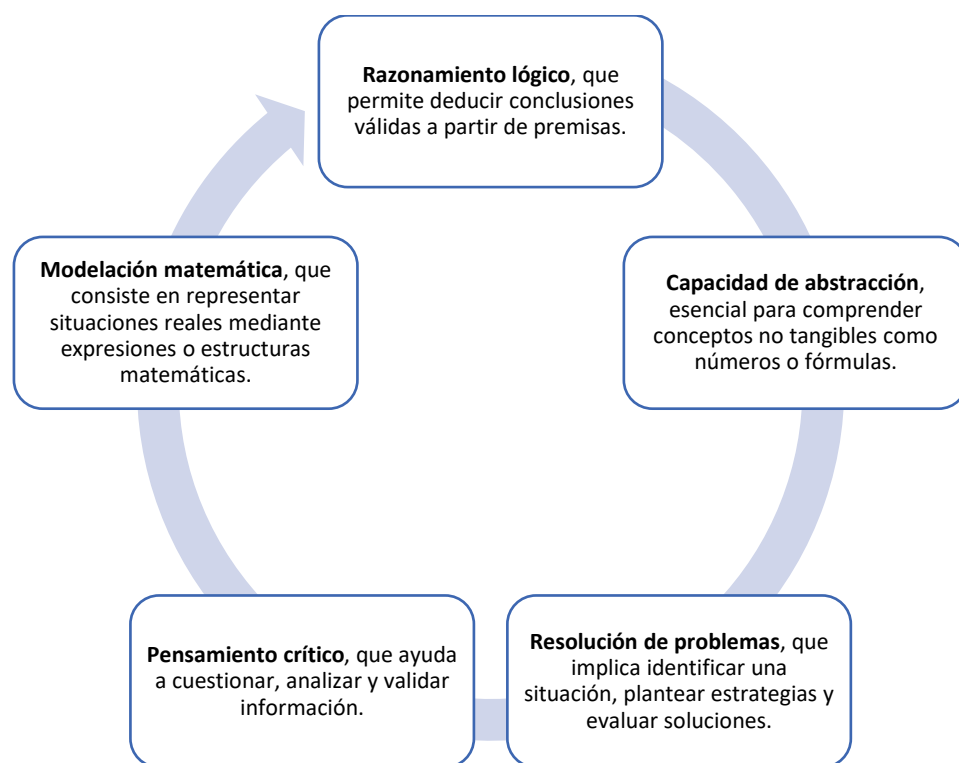 Razonamiento lógico, que
permite deducir conclusiones
válidas a partir de premisas.
Capacidad de abstracción,
esencial para comprender
conceptos no tangibles como
números o fórmulas.
Resolución de problemas, que
implica identificar una
situación, plantear estrategias y
evaluar soluciones.
Pensamiento crítico, que ayuda
a cuestionar, analizar y validar
información.
Modelación matemática, que
consiste en representar
situaciones reales mediante
expresiones o estructuras
matemáticas.